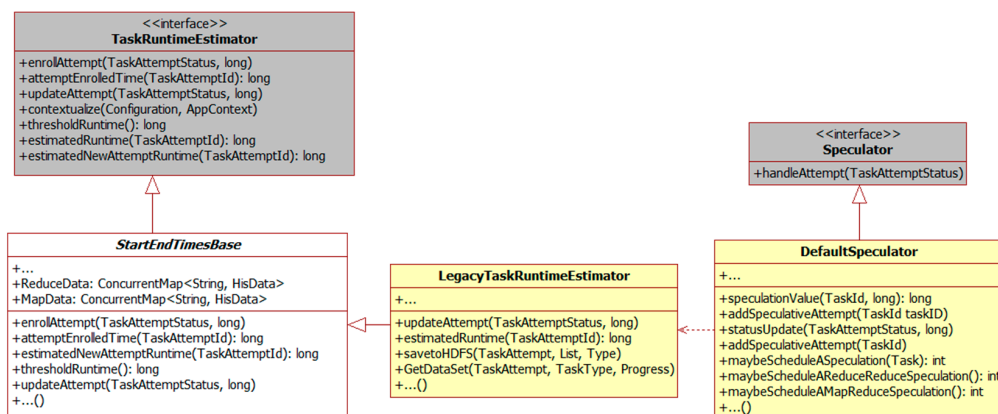 <<interface>>
TaskRuntimeEstimator
+enrollAttempt(TaskAttemptStatus, long)
+attemptEnrolledTime(TaskAttemptId): long
+updateAttempt(TaskAttemptStatus, long)
+contextualize(Configuration, AppContext)
+thresholdRuntime(): long
+estimatedRuntime(TaskAttemptId): long
+estimatedNewAttemptRuntime(TaskAttemptId): long
<<interface>>
Speculator
+handleAttempt(TaskAttemptStatus)
StartEndTimesBase
+...
+ReduceData: ConcurrentMap<String, HisData>
+MapData: ConcurrentMap<String, HisData>
+enrollAttempt(TaskAttemptStatus, long)
+attemptEnrolledTime(TaskAttemptId): long
+estimatedNewAttemptRuntime(TaskAttemptId): long
+thresholdRuntime(): long
+updateAttempt(TaskAttemptStatus, long)
+...()
LegacyTaskRuntimeEstimator
+...
+updateAttempt(TaskAttemptStatus, long)
+estimatedRuntime(TaskAttemptId): long
+savetoHDFS(TaskAttempt, List, Type)
+GetDataSet(TaskAttempt, TaskType, Progress)
+...()
DefaultSpeculator
+...
+speculationValue(TaskId, long): long
+addSpeculativeAttempt(TaskId taskID)
+statusUpdate(TaskAttemptStatus, long)
+addSpeculativeAttempt(TaskId)
+maybeScheduleASpeculation(Task): int
+maybeScheduleAReduceReduceSpeculation(): int
+maybeScheduleAMapReduceSpeculation(): int
+...()